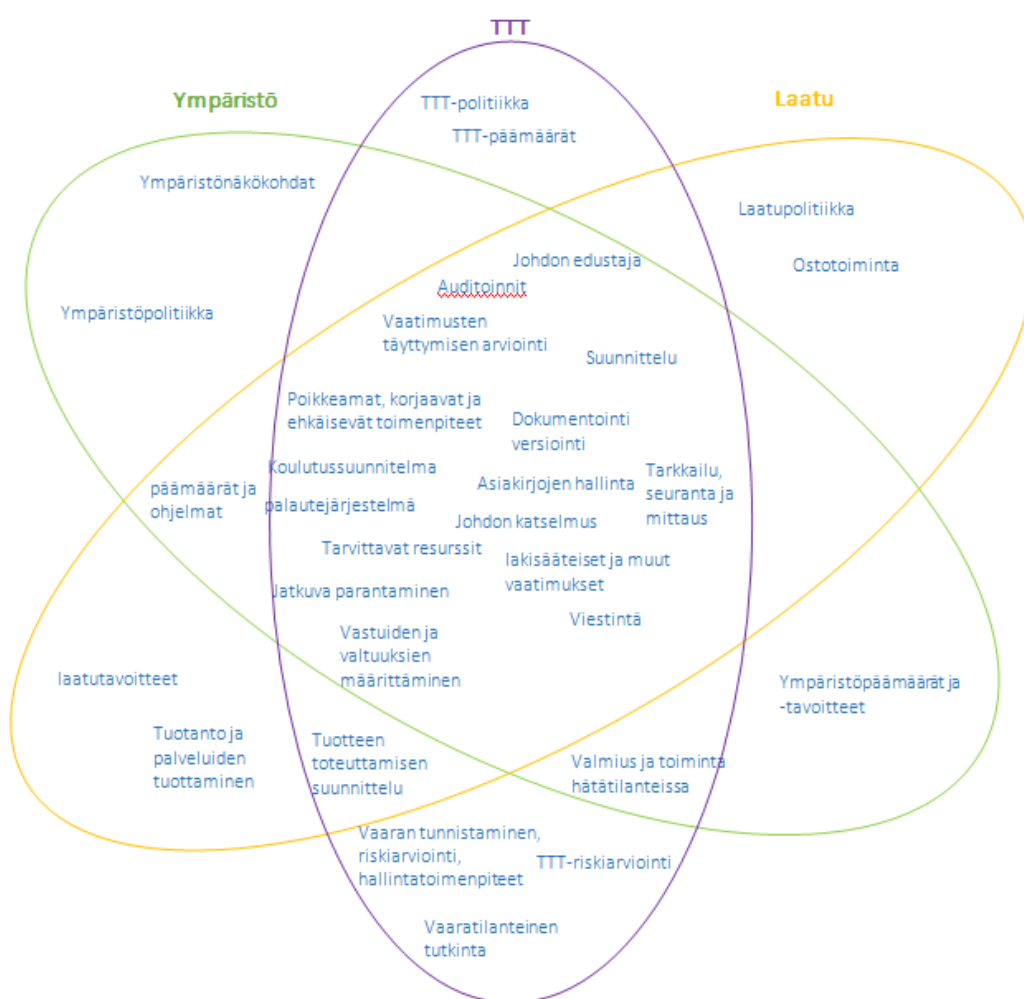 TTT
Ympäristö
Laatu
TTT-politiikka
TTT-päämäärät
Ympäristönäkökohdat
Laatupolitiikka
Johdon edustaja
Ostotoiminta
Auditoinnit
Ympäristöpolitiikka
Vaatimusten
täyttymisen arviointi
Suunnittelu
Poikkeamat, korjaavat ja
ehkäisevät toimenpiteet
Dokumentointi
versiointi
Koulutussuunnitelma
Asiakirjojen hallinta
Tarkkailu,
seuranta ja
mittaus
päämäärät ja
ohjelmat
palautejärjestelmä
Johdon katselmus
Tarvittavat resurssit
lakisääteiset ja muut
vaatimukset
Jatkuva parantaminen
Viestintä
Vastuiden ja
valtuuksien
määrittäminen
laatutavoitteet
Ympäristöpäämäärät ja
-tavoitteet
Tuotanto ja
palveluiden
tuottaminen
Tuotteen
toteuttamisen
suunnittelu
Valmius ja toiminta
hätätilanteissa
Vaaran tunnistaminen,
riskiarviointi,
hallintatoimenpiteet
TTT-riskiarviointi
Vaaratilanteinen
tutkinta